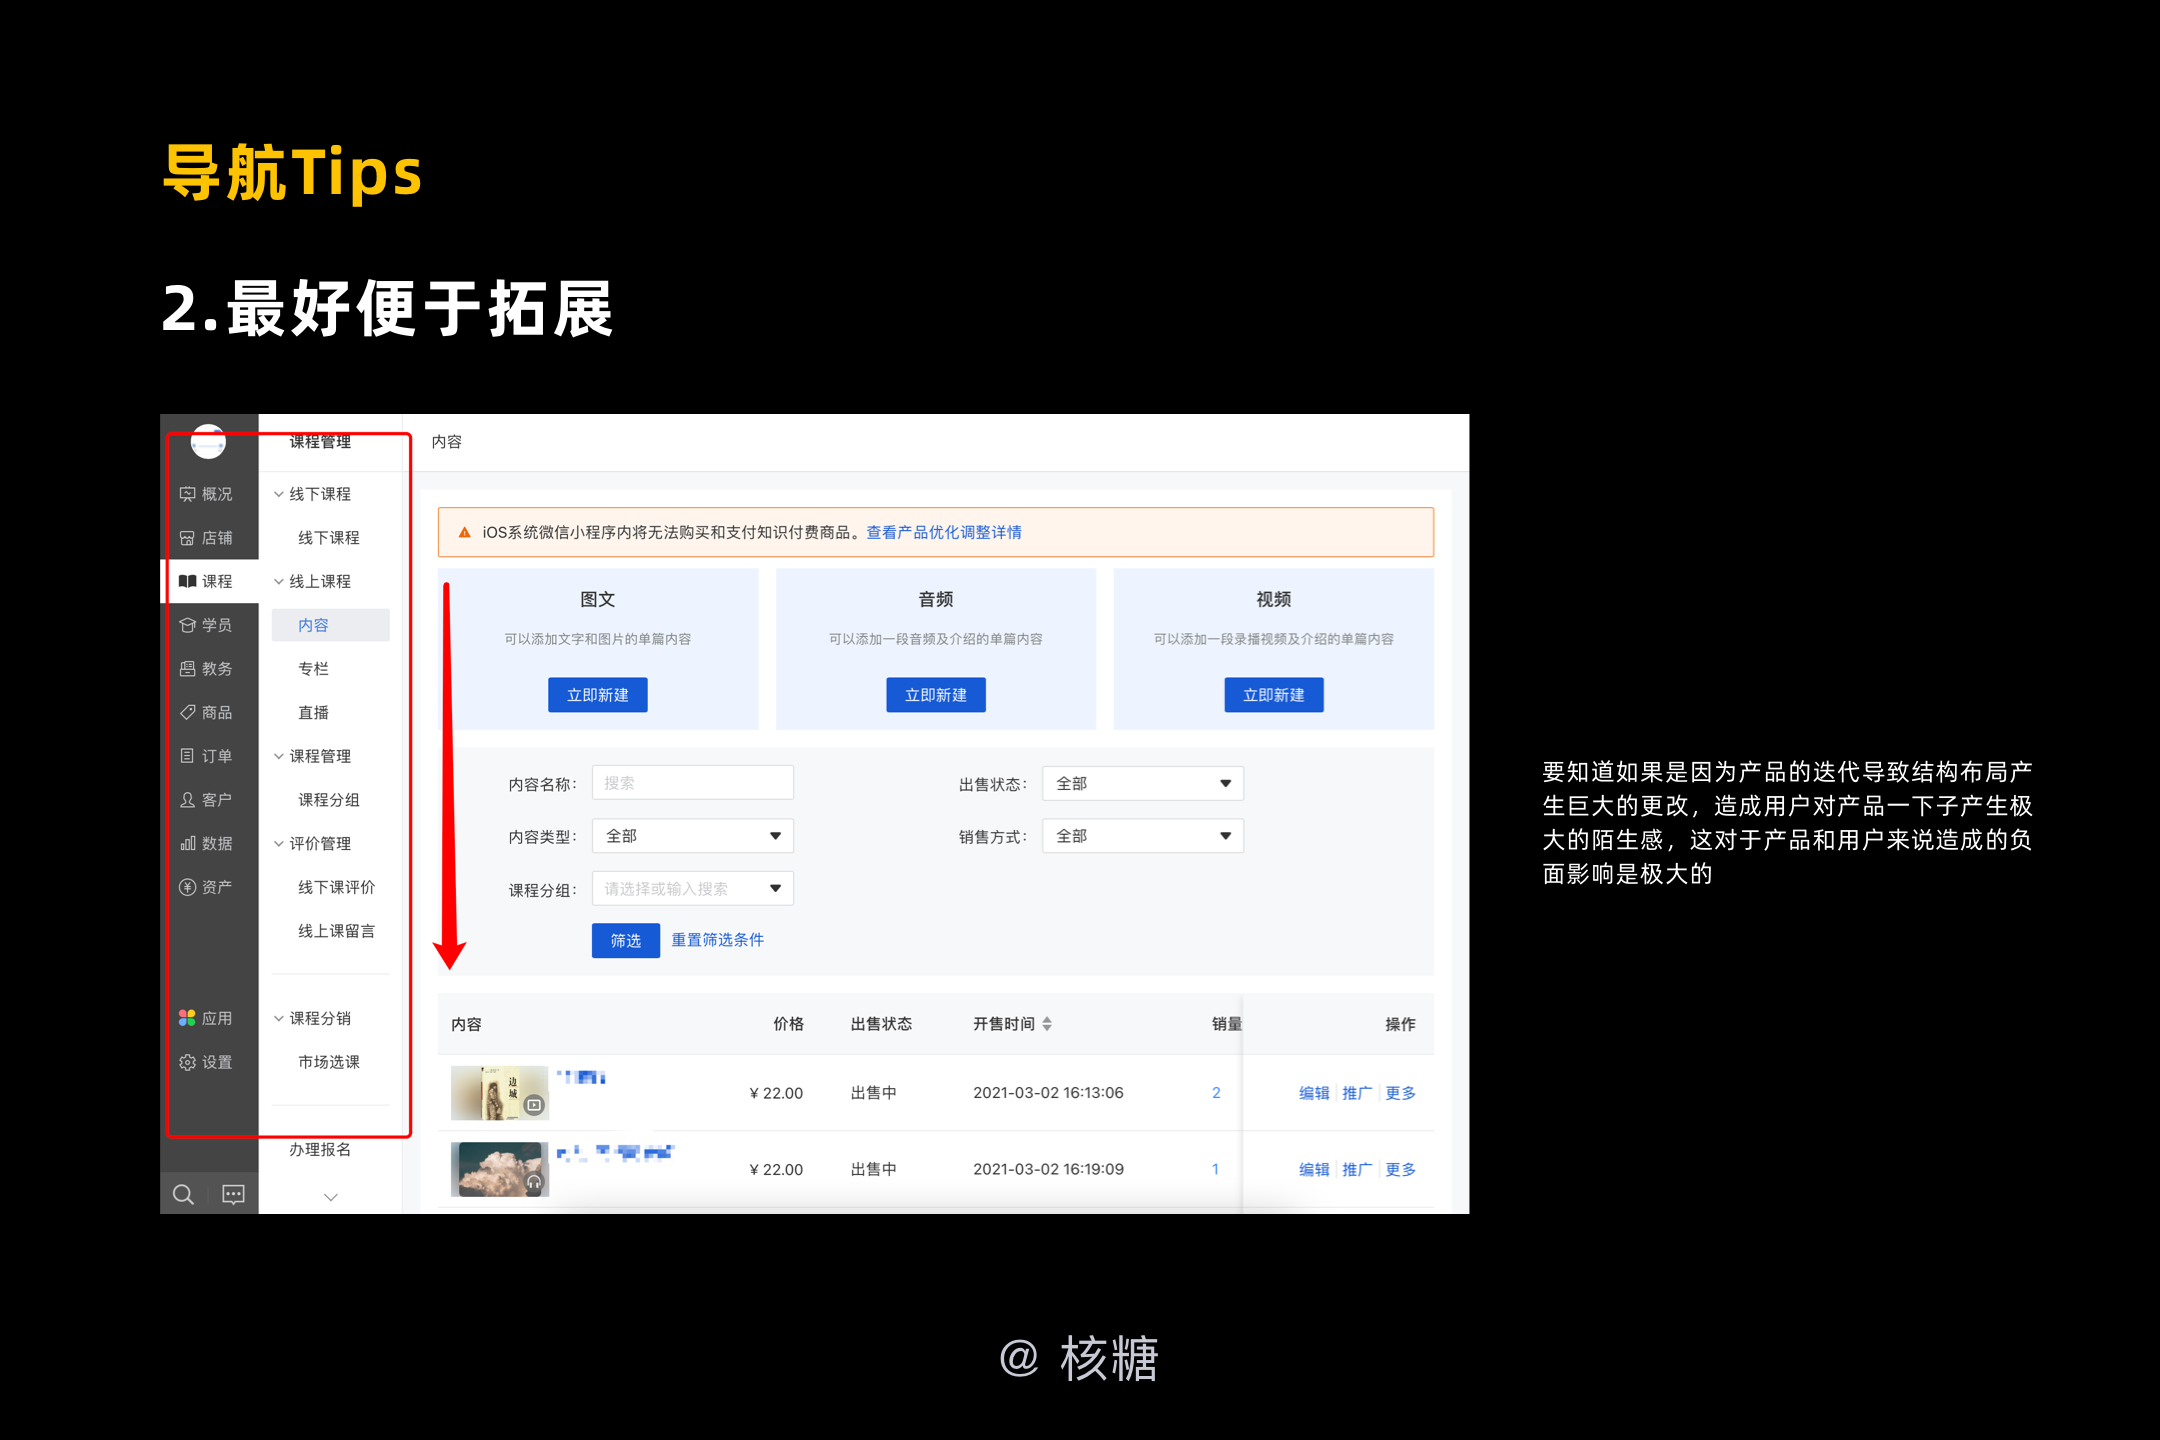 导航Tips
2.最好便于拓展
课程管理
内容
概况
店铺
课程
学员
教务
商品
订单
客户
数据
资产
应用
设置
线下课程
线下课程
线上课程
内容
专栏
直播
课程管理
课程分组
评价管理
线下课评价
线上课留言
课程分销
市场选课
办理报名
iOS系统微信小程序内将无法购买和支付知识付费商品。查看产品优化调整详情
图文
可以添加文字和图片的单篇内容
立即新建
音频
可以添加一段音频及介绍的单篇内容
立即新建
视频
可以添加一段录播视频及介绍的单篇内容
立即新建
内容名称： 搜索
出售状态： 全部
内容类型： 全部
销售方式： 全部
课程分组： 请选择或输入搜索
筛选 重置筛选条件
内容 价格 出售状态 开售时间 销量 操作
边城
¥ 22.00 出售中 2021-03-02 16:13:06 2 编辑 推广 更多
¥ 22.00 出售中 2021-03-02 16:19:09 1 编辑 推广 更多
要知道如果是因为产品的迭代导致结构布局产
生巨大的更改，造成用户对产品一下子产生极
大的陌生感，这对于产品和用户来说造成的负
面影响是极大的
@ 核糖